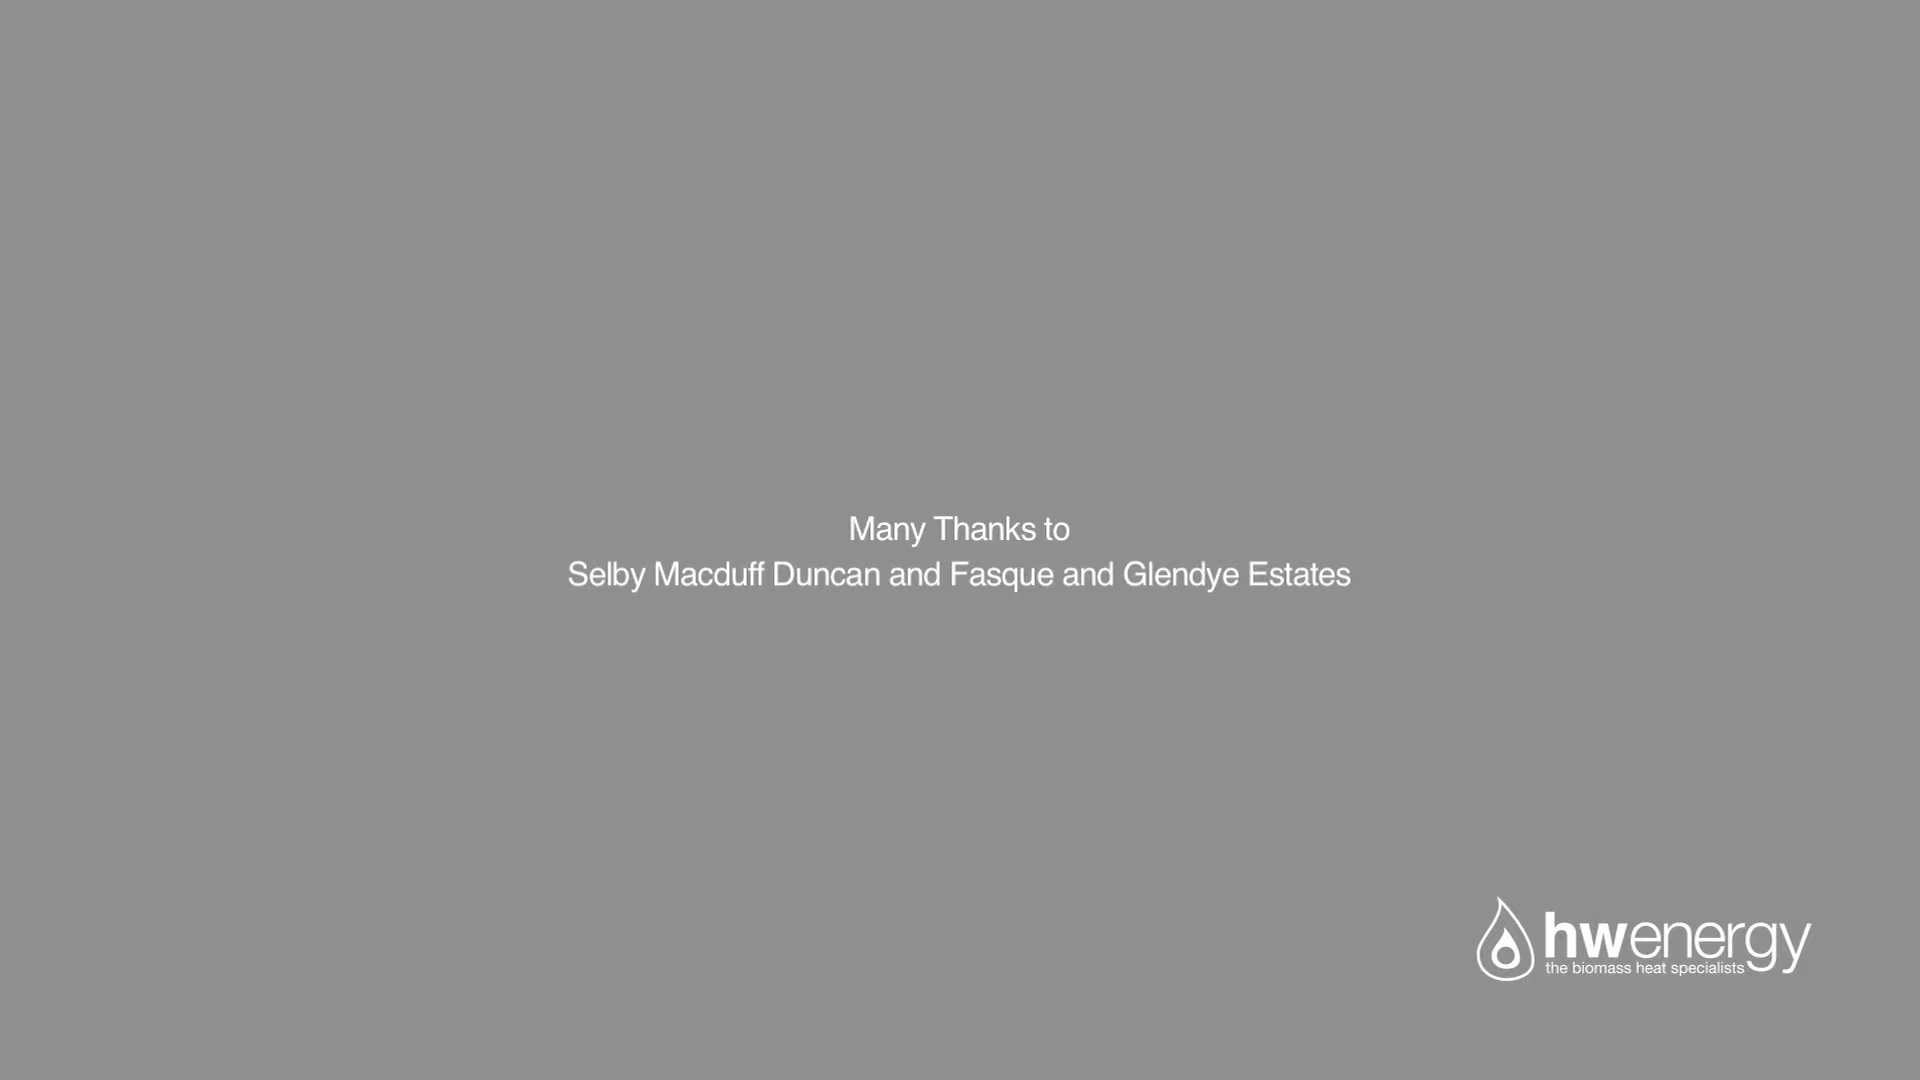 Many Thanks to
Selby Macduff Duncan and Fasque and Glendye Estates
hwenergy
the biomass heat specialists